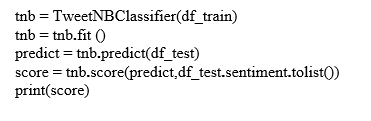 tnb = TweetNBClassifier(df_train)
tnb = tnb.fit ()
predict = tnb.predict(df_test)
score = tnb.score(predict,df_test.sentiment.tolist())
print(score)